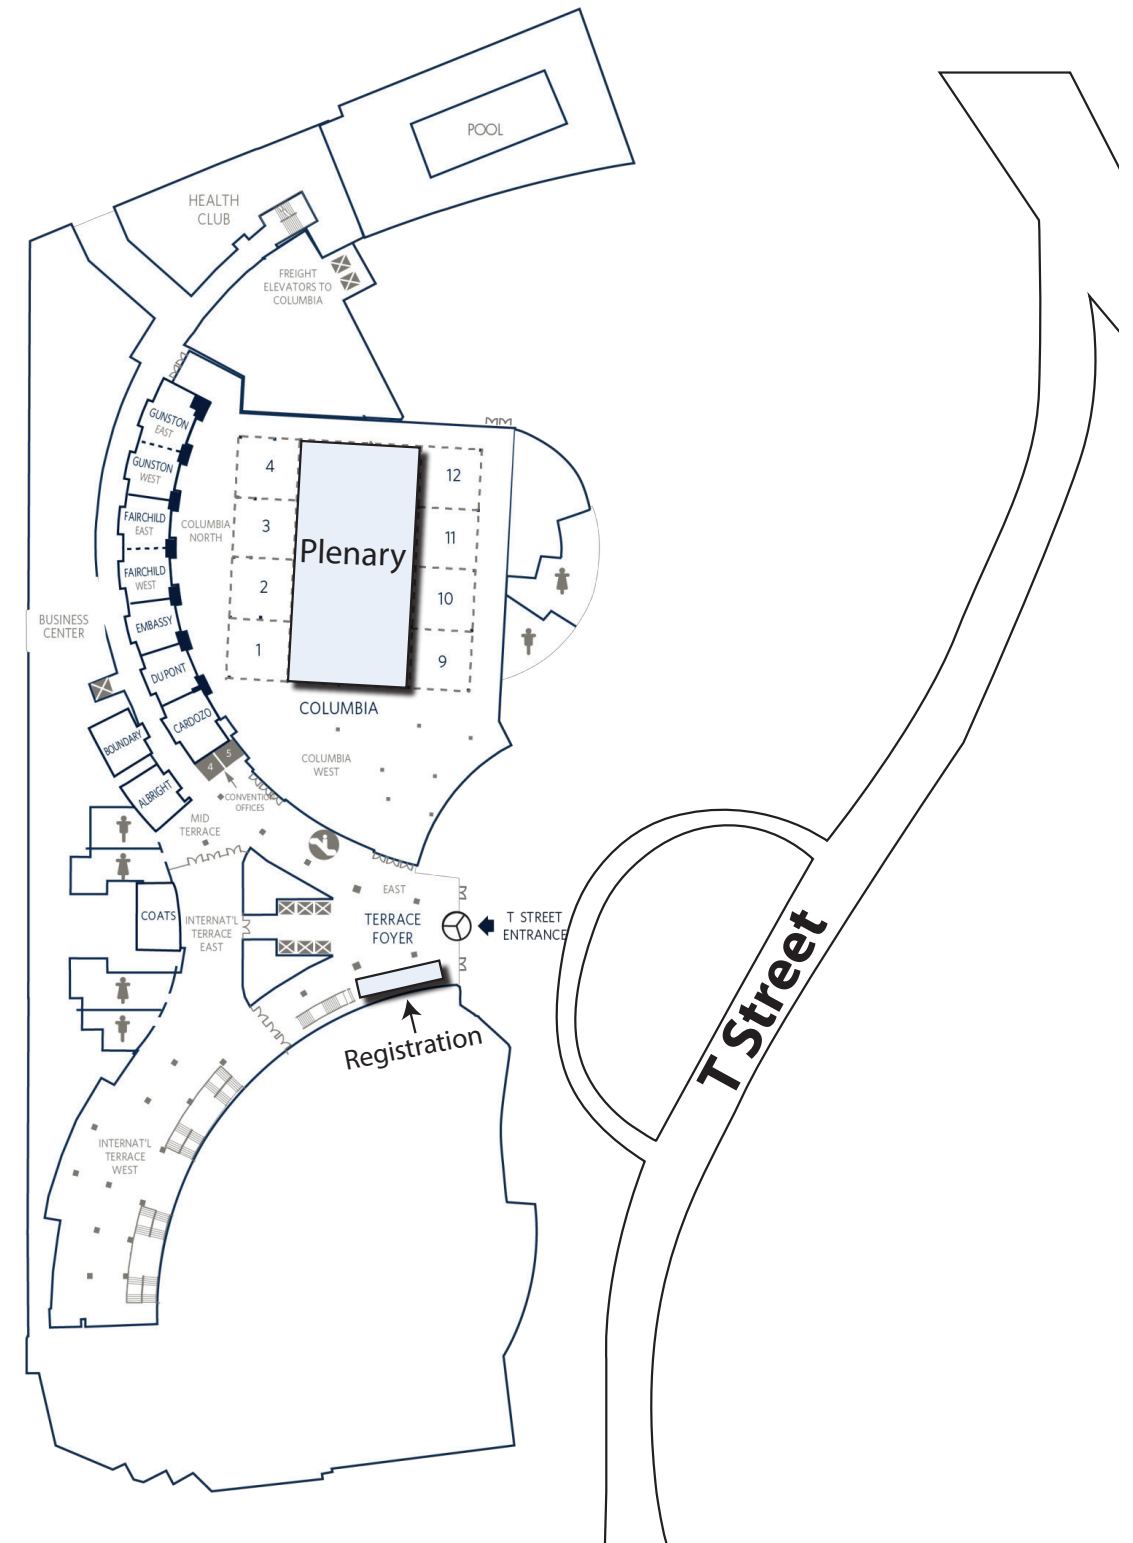 POOL
HEALTH
CLUB
FREIGHT
ELEVATORS TO
COLUMBIA
GUNSTON
EAST
GUNSTON
WEST
FAIRCHILD
EAST
FAIRCHILD
WEST
EMBASSY
DUPONT
CARDOZO
COLUMBIA
NORTH
4
3
2
1
Plenary
12
11
10
9
BUSINESS
CENTER
COLUMBIA
COLUMBIA
WEST
BOUNDARY
ALBRIGHT
4
5
CONVENTION
OFFICES
MID
TERRACE
COATS
INTERNAT'L
TERRACE
EAST
EAST
TERRACE
FOYER
T STREET
ENTRANCE
Registration
T Street
INTERNAT'L
TERRACE
WEST